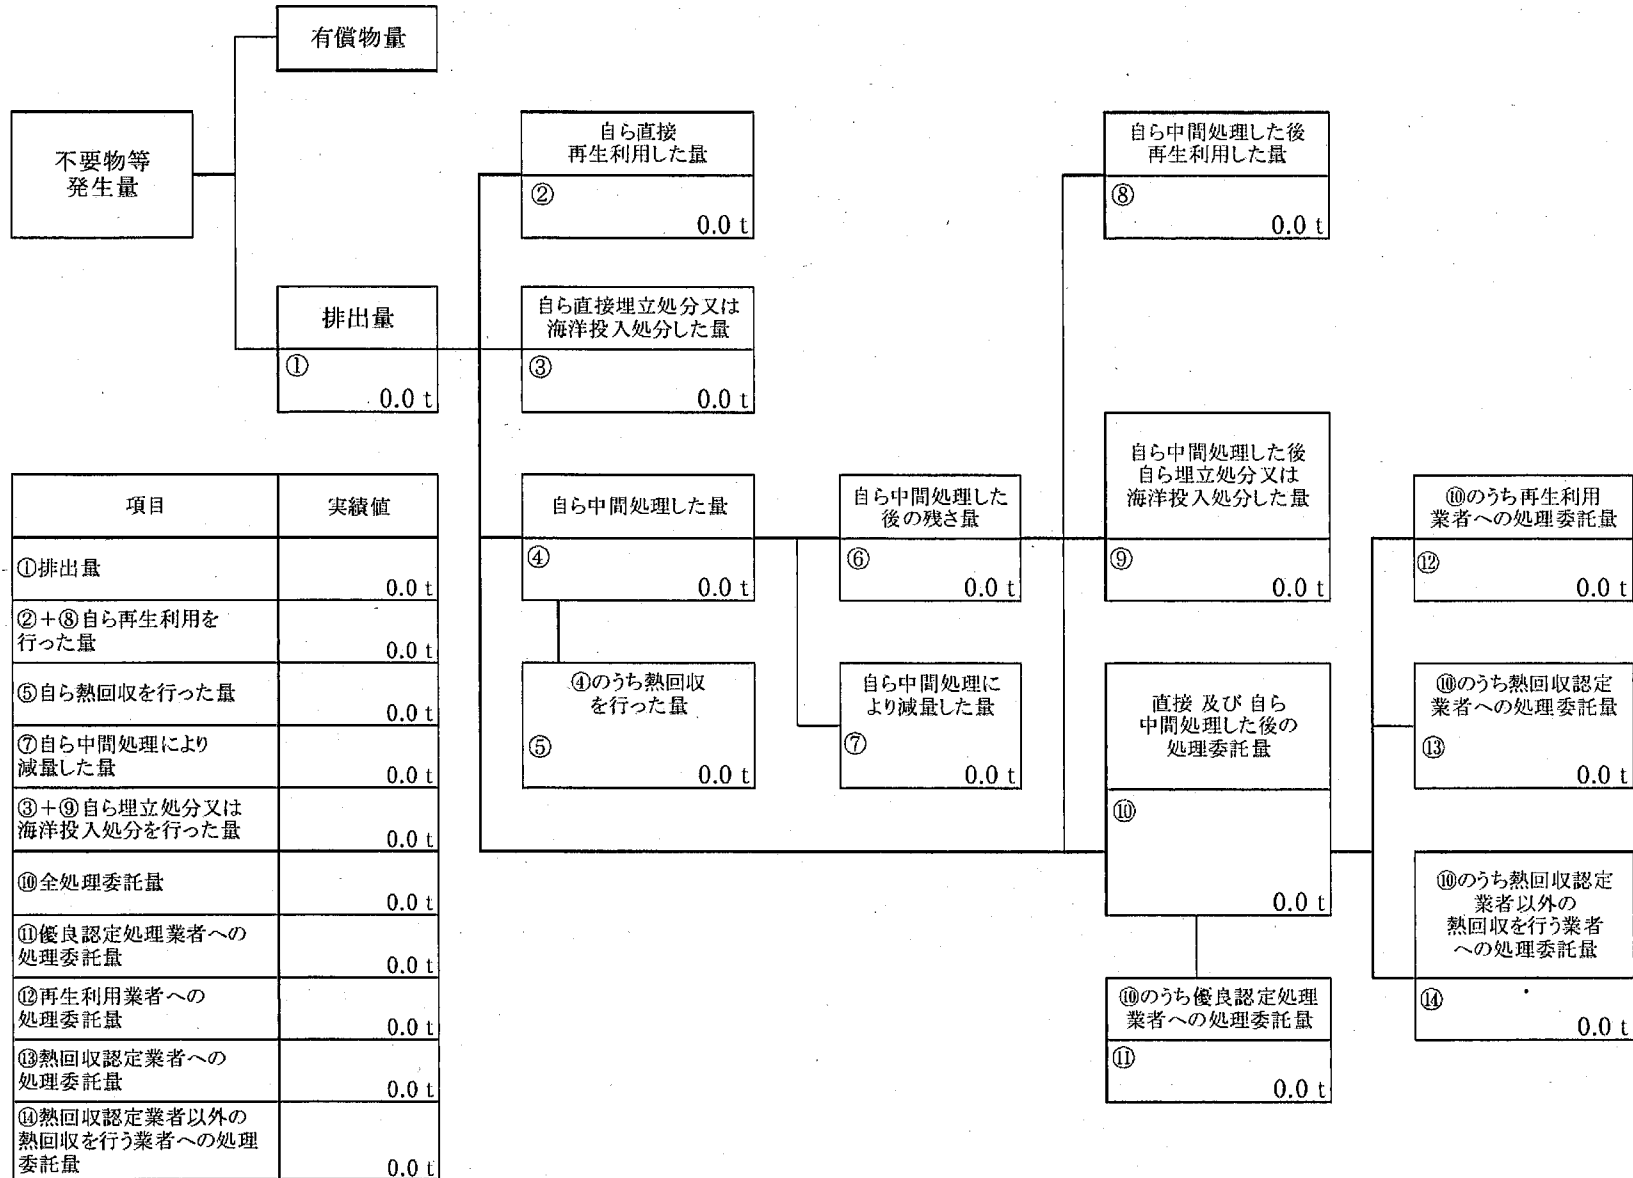 有償物量
不要物等
発生量
排出量
①
0.0 t
自ら直接
再生利用した量
②
0.0 t
自ら直接埋立処分又は
海洋投入処分した量
③
0.0 t
自ら中間処理した量
④
0.0 t
④のうち熱回収
を行った量
⑤
0.0 t
自ら中間処理した
後の残さ量
⑥
0.0 t
自ら中間処理に
より減量した量
⑦
0.0 t
自ら中間処理した後
再生利用した量
⑧
0.0 t
自ら中間処理した後
自ら埋立処分又は
海洋投入処分した量
⑨
0.0 t
直接 及び 自ら
中間処理した後の
処理委託量
⑩
0.0 t
⑩のうち優良認定処理
業者への処理委託量
⑪
0.0 t
⑩のうち再生利用
業者への処理委託量
⑫
0.0 t
⑩のうち熱回収認定
業者への処理委託量
⑬
0.0 t
⑩のうち熱回収認定
業者以外の
熱回収を行う業者
への処理委託量
⑭
0.0 t
項目 実績値
①排出量
0.0 t
②+⑧自ら再生利用を
行った量
0.0 t
⑤自ら熱回収を行った量
0.0 t
⑦自ら中間処理により
減量した量
0.0 t
③+⑨自ら埋立処分又は
海洋投入処分を行った量
0.0 t
⑩全処理委託量
0.0 t
⑪優良認定処理業者への
処理委託量
0.0 t
⑫再生利用業者への
処理委託量
0.0 t
⑬熱回収認定業者への
処理委託量
0.0 t
⑭熱回収認定業者以外の
熱回収を行う業者への処理
委託量
0.0 t